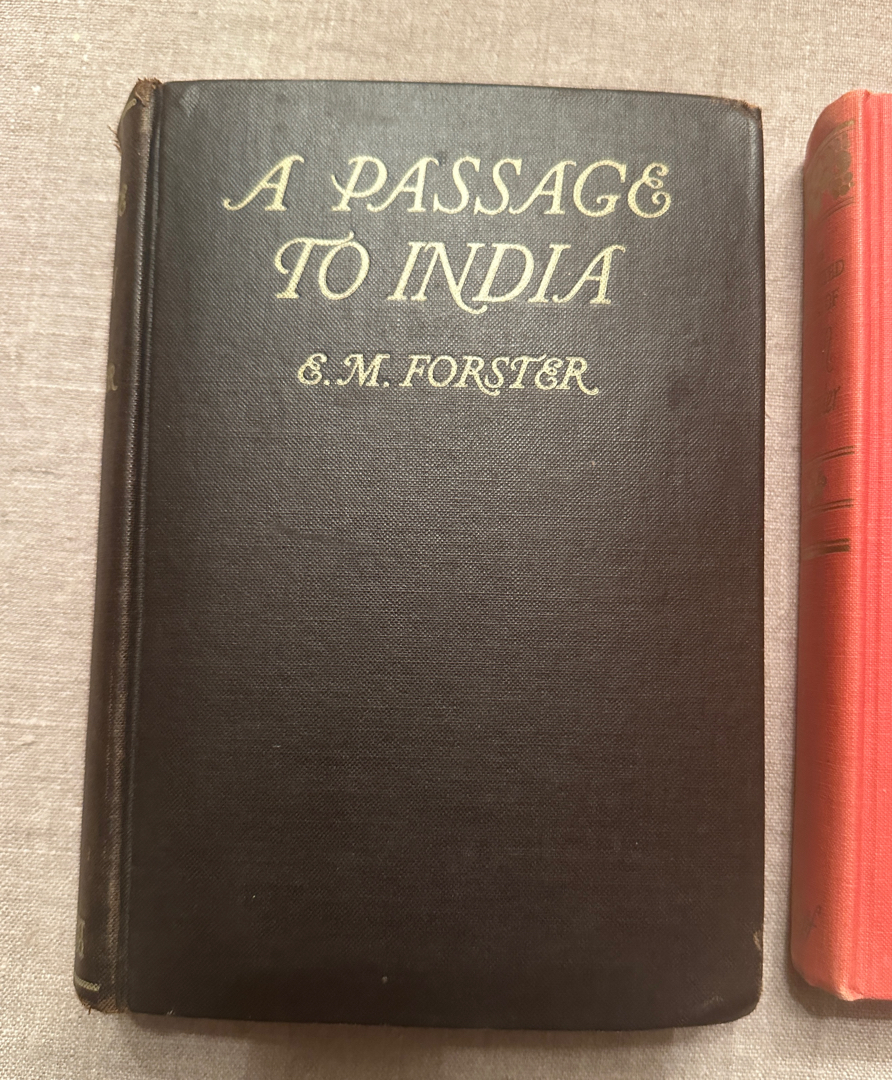 A PASSAGE
TO INDIA
E. M. FORSTER